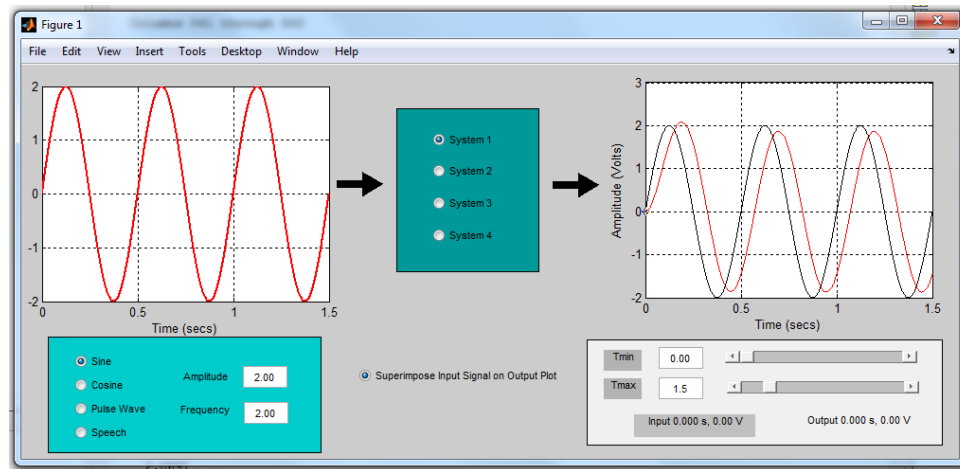 Figure 1
File Edit View Insert Tools Desktop Window Help
2
1
0
-1
-2
0 0.5 1 1.5
Time (secs)
System 1
System 2
System 3
System 4
Amplitude (Volts)
3
2
1
0
-1
-2
0 0.5 1 1.5
Time (secs)
Sine
Cosine
Pulse Wave
Speech
Amplitude 2.00
Frequency 2.00
Superimpose Input Signal on Output Plot
Tmin 0.00
Tmax 1.5
Input 0.000 s, 0.00 V Output 0.000 s, 0.00 V